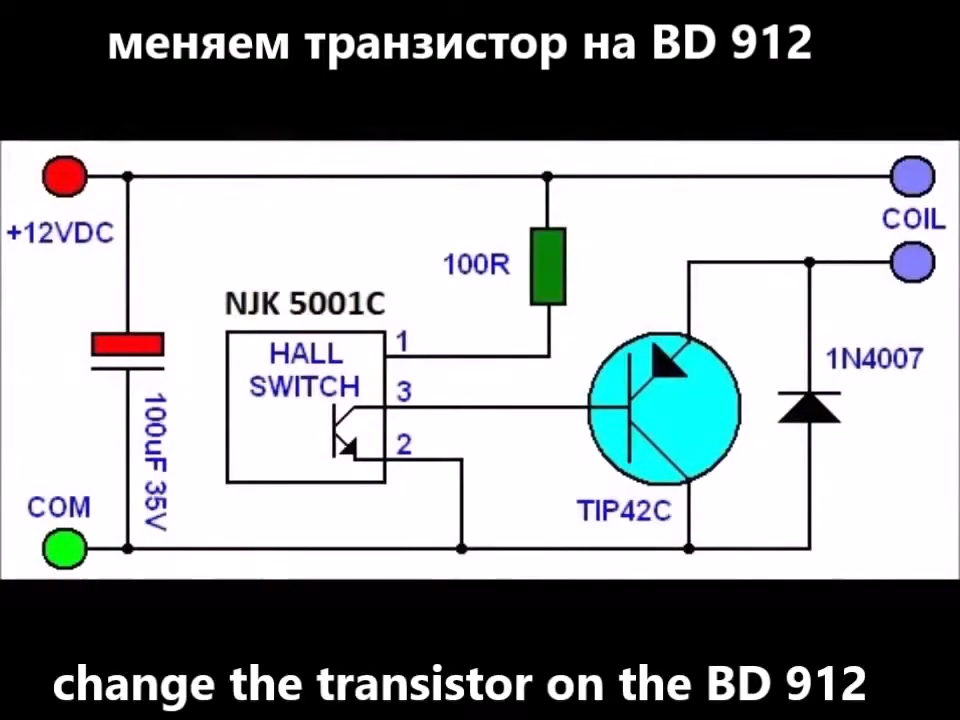 меняем транзистор на BD 912
+12VDC
COIL
100R
NJK 5001C
HALL
SWITCH
1
3
2
1N4007
100uF 35V
COM
TIP42C
change the transistor on the BD 912